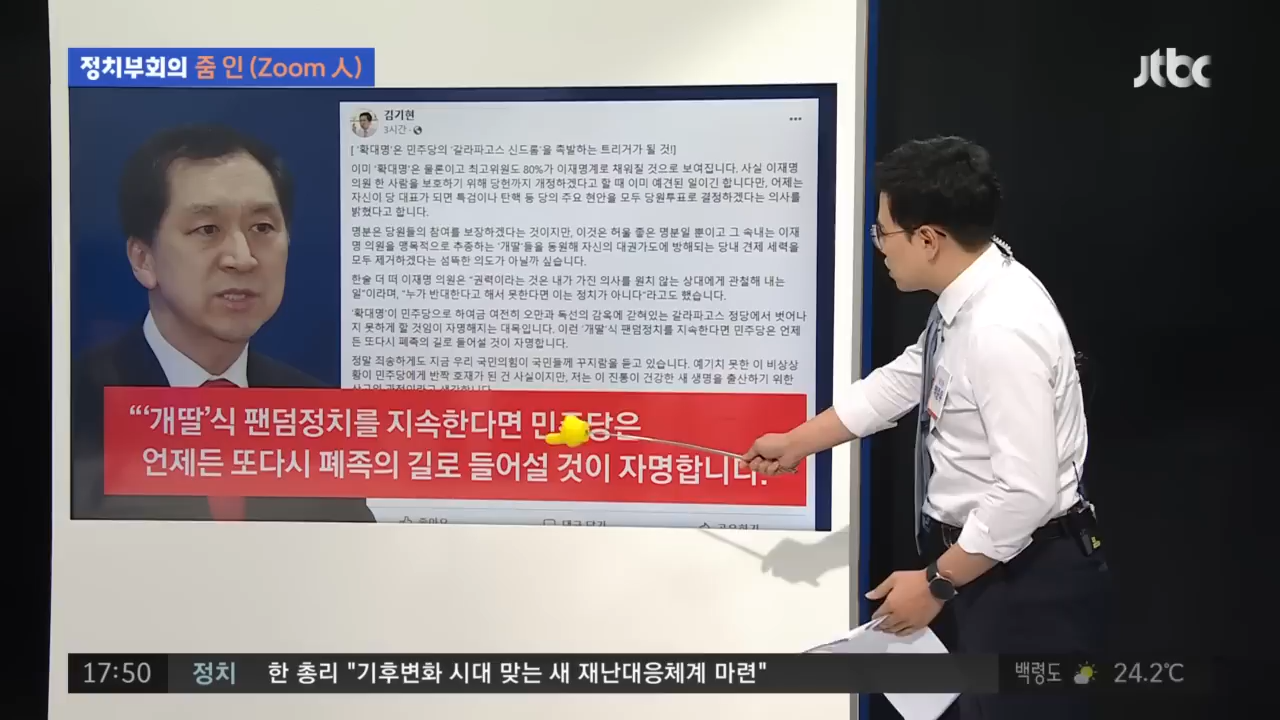 정치부회의 줌 인 (Zoom 人)
jtbc
김기현
3시간 ·
[ '확대명'은 민주당의 '갈라파고스 신드롬'을 촉발하는 트리거가 될 것!]
이미 '확대명'은 물론이고 최고위원도 80%가 이재명계로 채워질 것으로 보여집니다. 사실 이재명
의원 한 사람을 보호하기 위해 당헌까지 개정하겠다고 할 때 이미 예견된 일이긴 합니다만, 어제는
자신이 당 대표가 되면 특검이나 탄핵 등 당의 주요 현안을 모두 당원투표로 결정하겠다는 의사를
밝혔다고 합니다.
명분은 당원들의 참여를 보장하겠다는 것이지만, 이것은 허울 좋은 명분일 뿐이고 그 속내는 이재
명 의원을 맹목적으로 추종하는 '개딸'들을 동원해 자신의 대권가도에 방해되는 당내 견제 세력을
모두 제거하겠다는 섬뜩한 의도가 아닐까 싶습니다.
한술 더 떠 이재명 의원은 "권력이라는 것은 내가 가진 의사를 원치 않는 상대에게 관철해 내는
일"이라며, "누가 반대한다고 해서 못한다면 이는 정치가 아니다"라고도 했습니다.
'확대명'이 민주당으로 하여금 여전히 오만과 독선의 감옥에 갇혀있는 갈라파고스 정당에서 벗어나
지 못하게 할 것임이 자명해지는 대목입니다. 이런 '개딸'식 팬덤정치를 지속한다면 민주당은 언제
든 또다시 폐족의 길로 들어설 것이 자명합니다.
정말 죄송하게도 지금 우리 국민의힘이 국민들께 꾸지람을 듣고 있습니다. 예기치 못한 이 비상상
황이 민주당에게 반짝 호재가 된 건 사실이지만, 저는 이 진통이 건강한 새 생명을 출산하기 위한
“‘개딸’식 팬덤정치를 지속한다면 민주당은
언제든 또다시 폐족의 길로 들어설 것이 자명합니다.
17:50 정치 한 총리 "기후변화 시대 맞는 새 재난대응체계 마련" 백령도 24.2℃